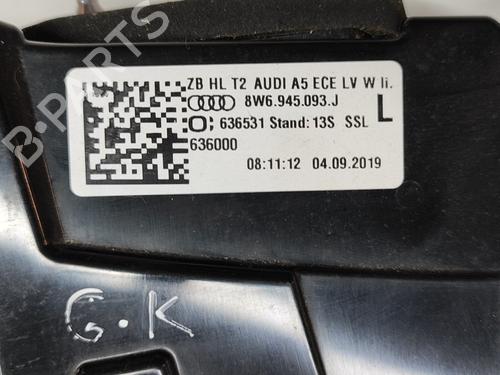 ZB HL T2 AUDI A5 ECE LV W li.
8W6.945.093.J
L
636531 Stand: 13S SSL
636000
08:11:12 04.09.2019
G.K
B-PARTS